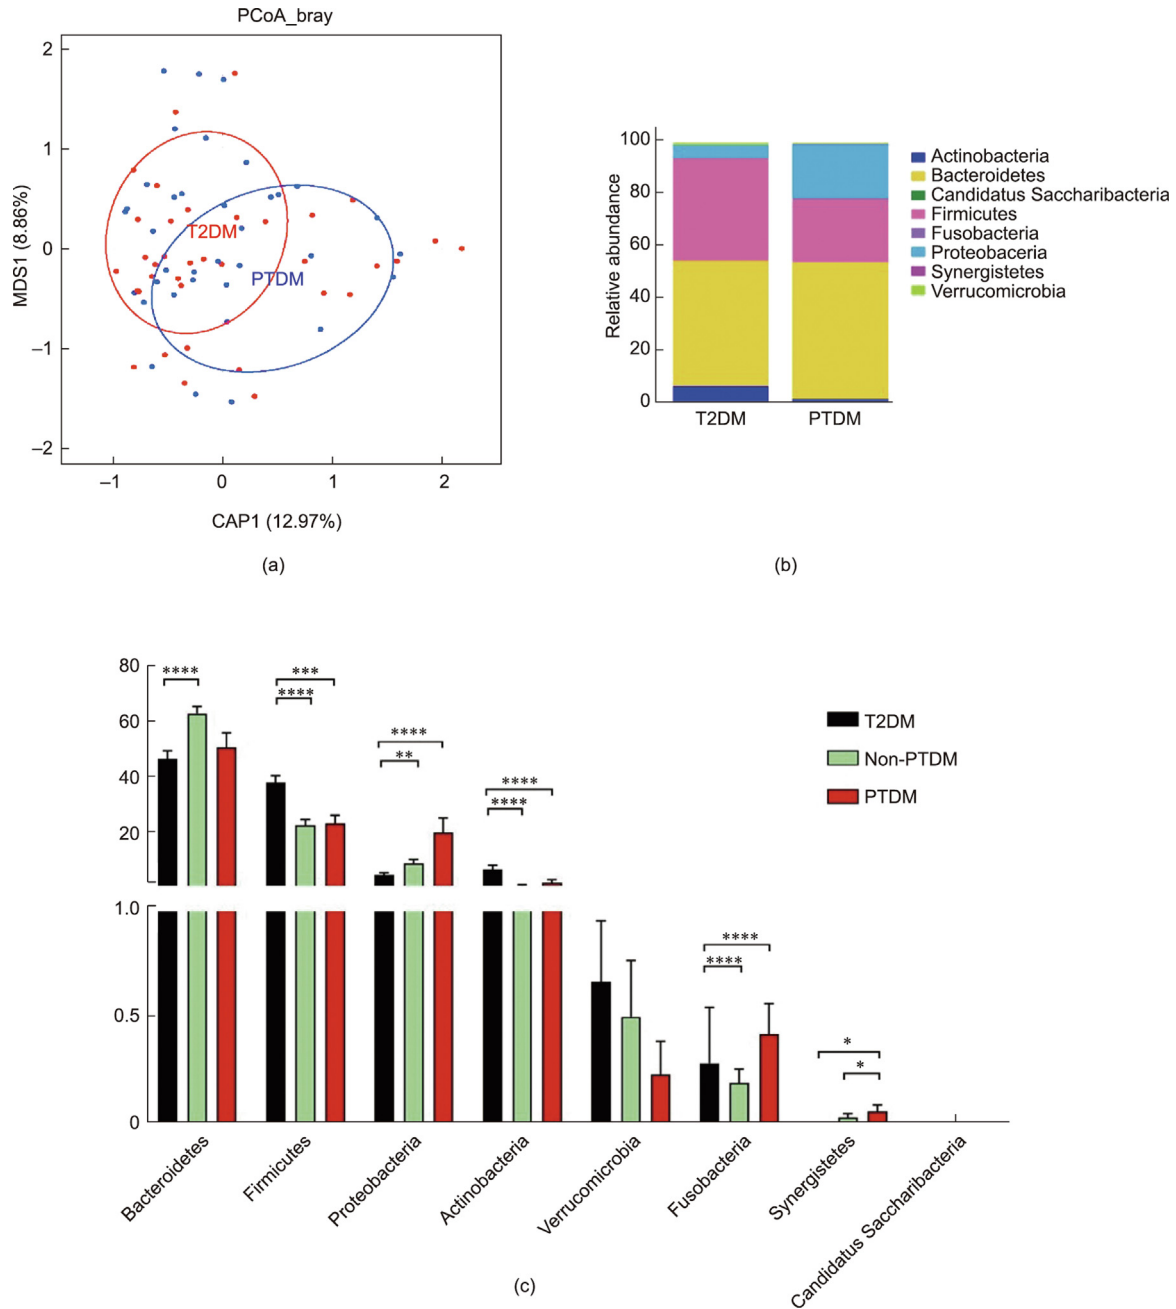 PCoA_bray
2
1
0
–1
–2
MDS1 (8.86%)
T2DM
PTDM
–1
0
1
2
CAP1 (12.97%)
(a)
100
80
60
40
20
0
Relative abundance
T2DM
PTDM
Actinobacteria
Bacteroidetes
Candidatus Saccharibacteria
Firmicutes
Fusobacteria
Proteobaceria
Synergistetes
Verrucomicrobia
(b)
80
60
40
20
1.0
0.5
0
****
***
****
****
**
****
****
****
****
*
*
T2DM
Non-PTDM
PTDM
Bacteroidetes
Firmicutes
Proteobacteria
Actinobacteria
Verrucomicrobia
Fusobacteria
Synergistetes
Candidatus Saccharibacteria
(c)